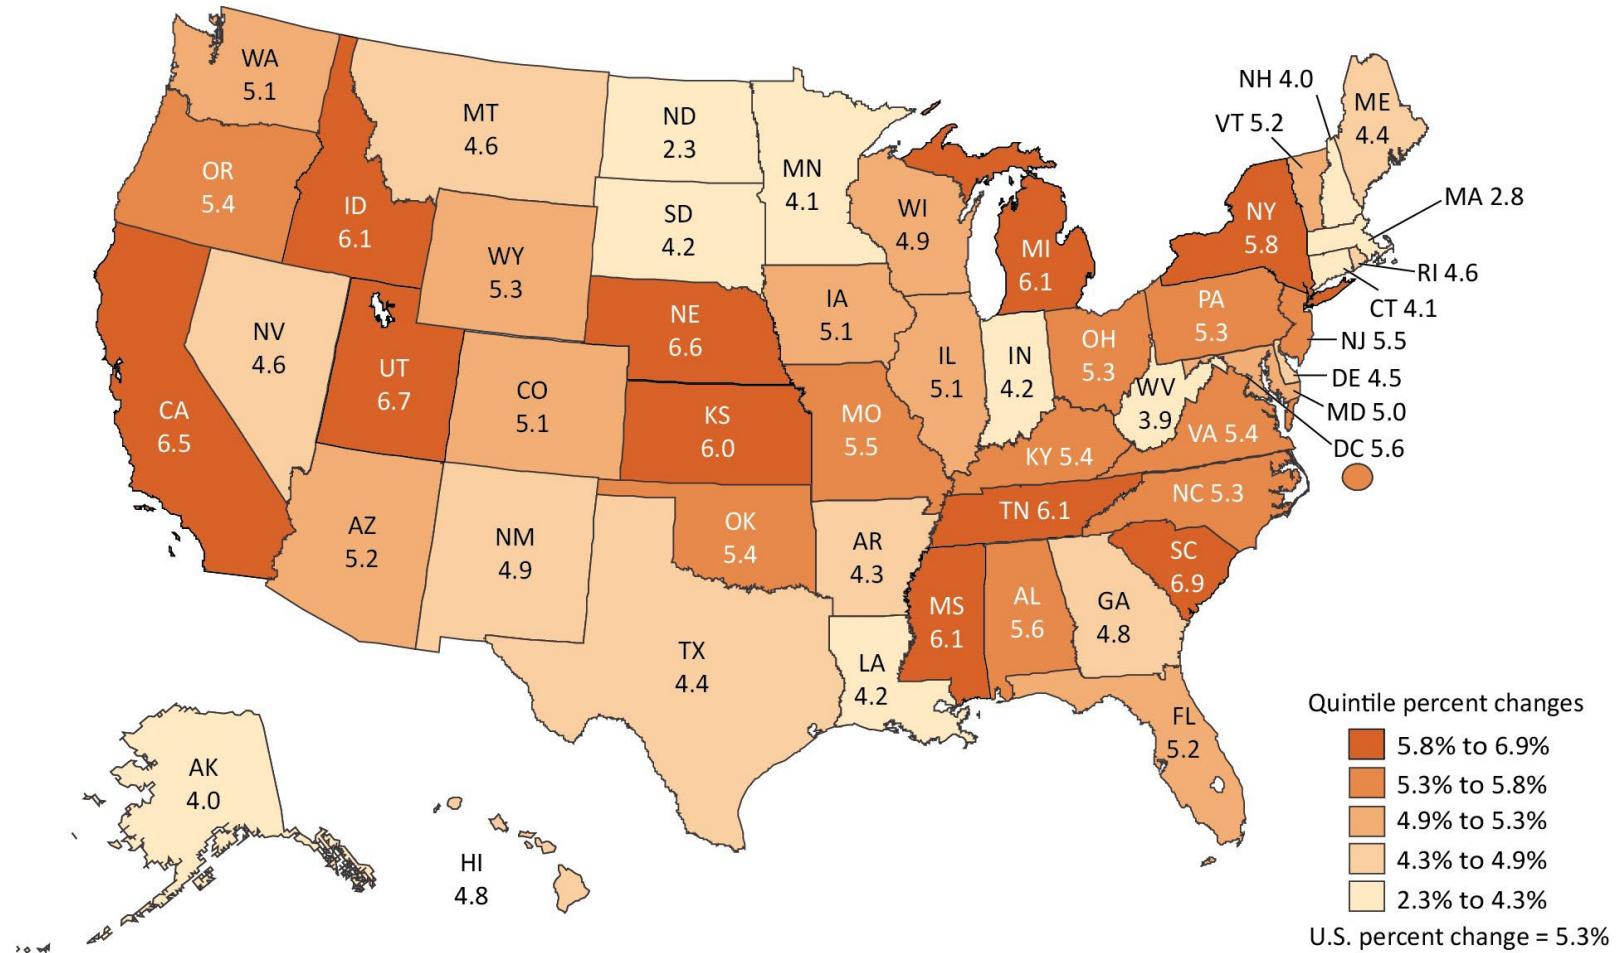 WA
5.1
OR
5.4
CA
6.5
ID
6.1
NV
4.6
MT
4.6
WY
5.3
UT
6.7
CO
5.1
AZ
5.2
NM
4.9
ND
2.3
SD
4.2
NE
6.6
KS
6.0
OK
5.4
TX
4.4
MN
4.1
IA
5.1
MO
5.5
AR
4.3
LA
4.2
WI
4.9
IL
5.1
MI
6.1
IN
4.2
OH
5.3
KY 5.4
TN 6.1
MS
6.1
AL
5.6
GA
4.8
FL
5.2
SC
6.9
NC 5.3
VA 5.4
WV
3.9
PA
5.3
NY
5.8
VT 5.2
NH 4.0
ME
4.4
MA 2.8
RI 4.6
CT 4.1
NJ 5.5
DE 4.5
MD 5.0
DC 5.6
AK
4.0
HI
4.8
Quintile percent changes
5.8% to 6.9%
5.3% to 5.8%
4.9% to 5.3%
4.3% to 4.9%
2.3% to 4.3%
U.S. percent change = 5.3%